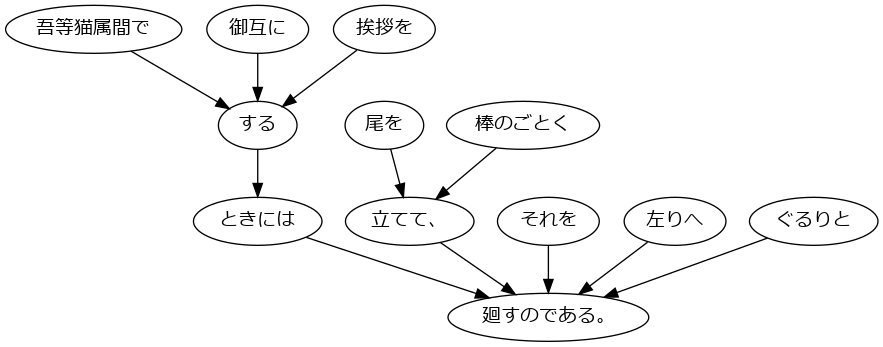 吾等猫属間で
御互に
挨拶を
する
尾を
棒のごとく
ときには
立てて、
それを
左りへ
ぐるりと
廻すのである。